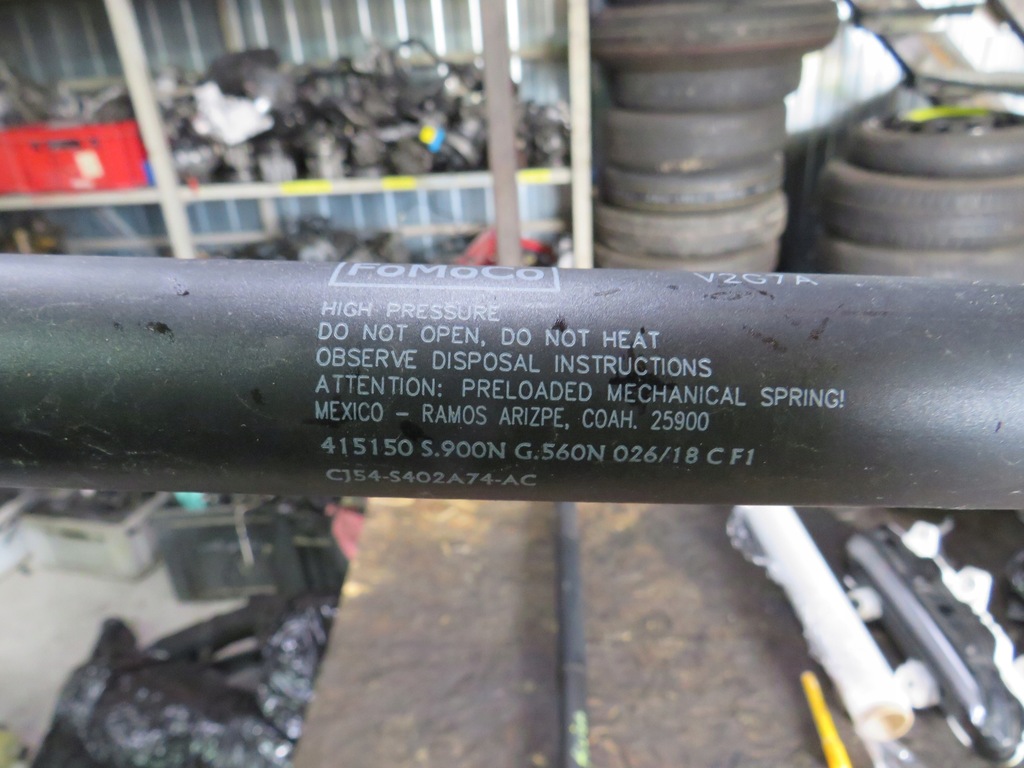 FoMoCo V2G7A
HIGH PRESSURE
DO NOT OPEN, DO NOT HEAT
OBSERVE DISPOSAL INSTRUCTIONS
ATTENTION: PRELOADED MECHANICAL SPRING!
MEXICO – RAMOS ARIZPE, COAH. 25900
415150 S.900N G.560N 026/18 C F1
CJ54-S402A74-AC